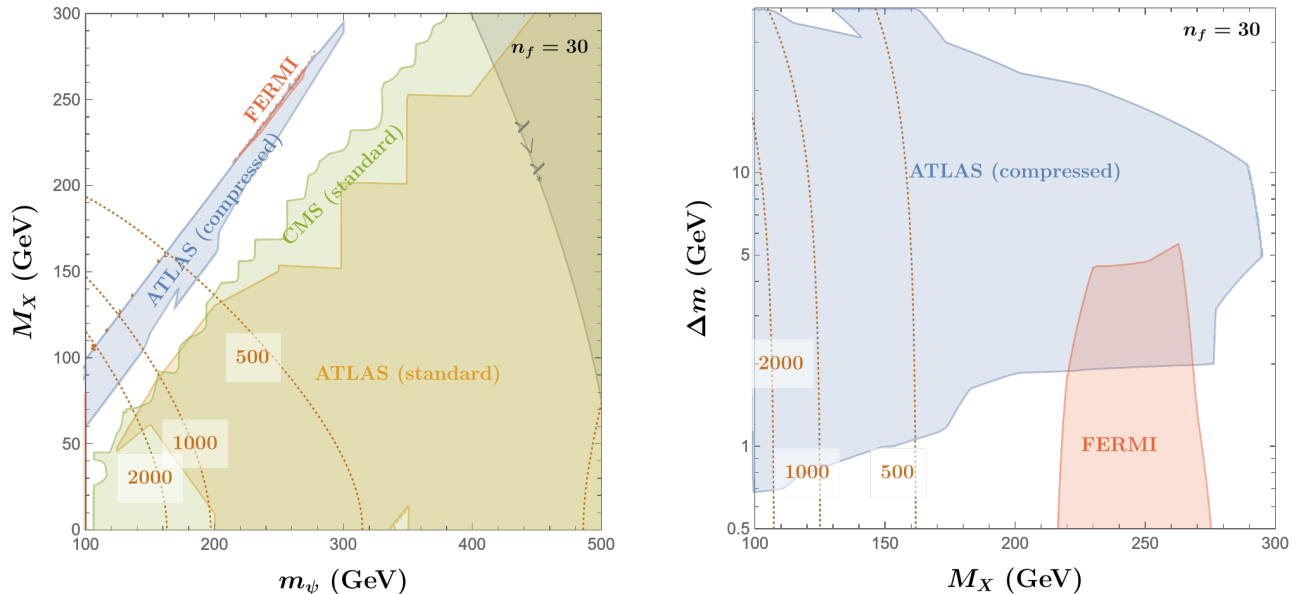 300
250
200
150
100
50
0
M_X (GeV)
n_f = 30
FERMI
ATLAS (compressed)
CMS (standard)
ATLAS (standard)
500
1000
2000
100
200
300
400
500
m_ψ (GeV)
10
5
1
0.5
Δm (GeV)
n_f = 30
ATLAS (compressed)
2000
1000
500
FERMI
100
150
200
250
300
M_X (GeV)